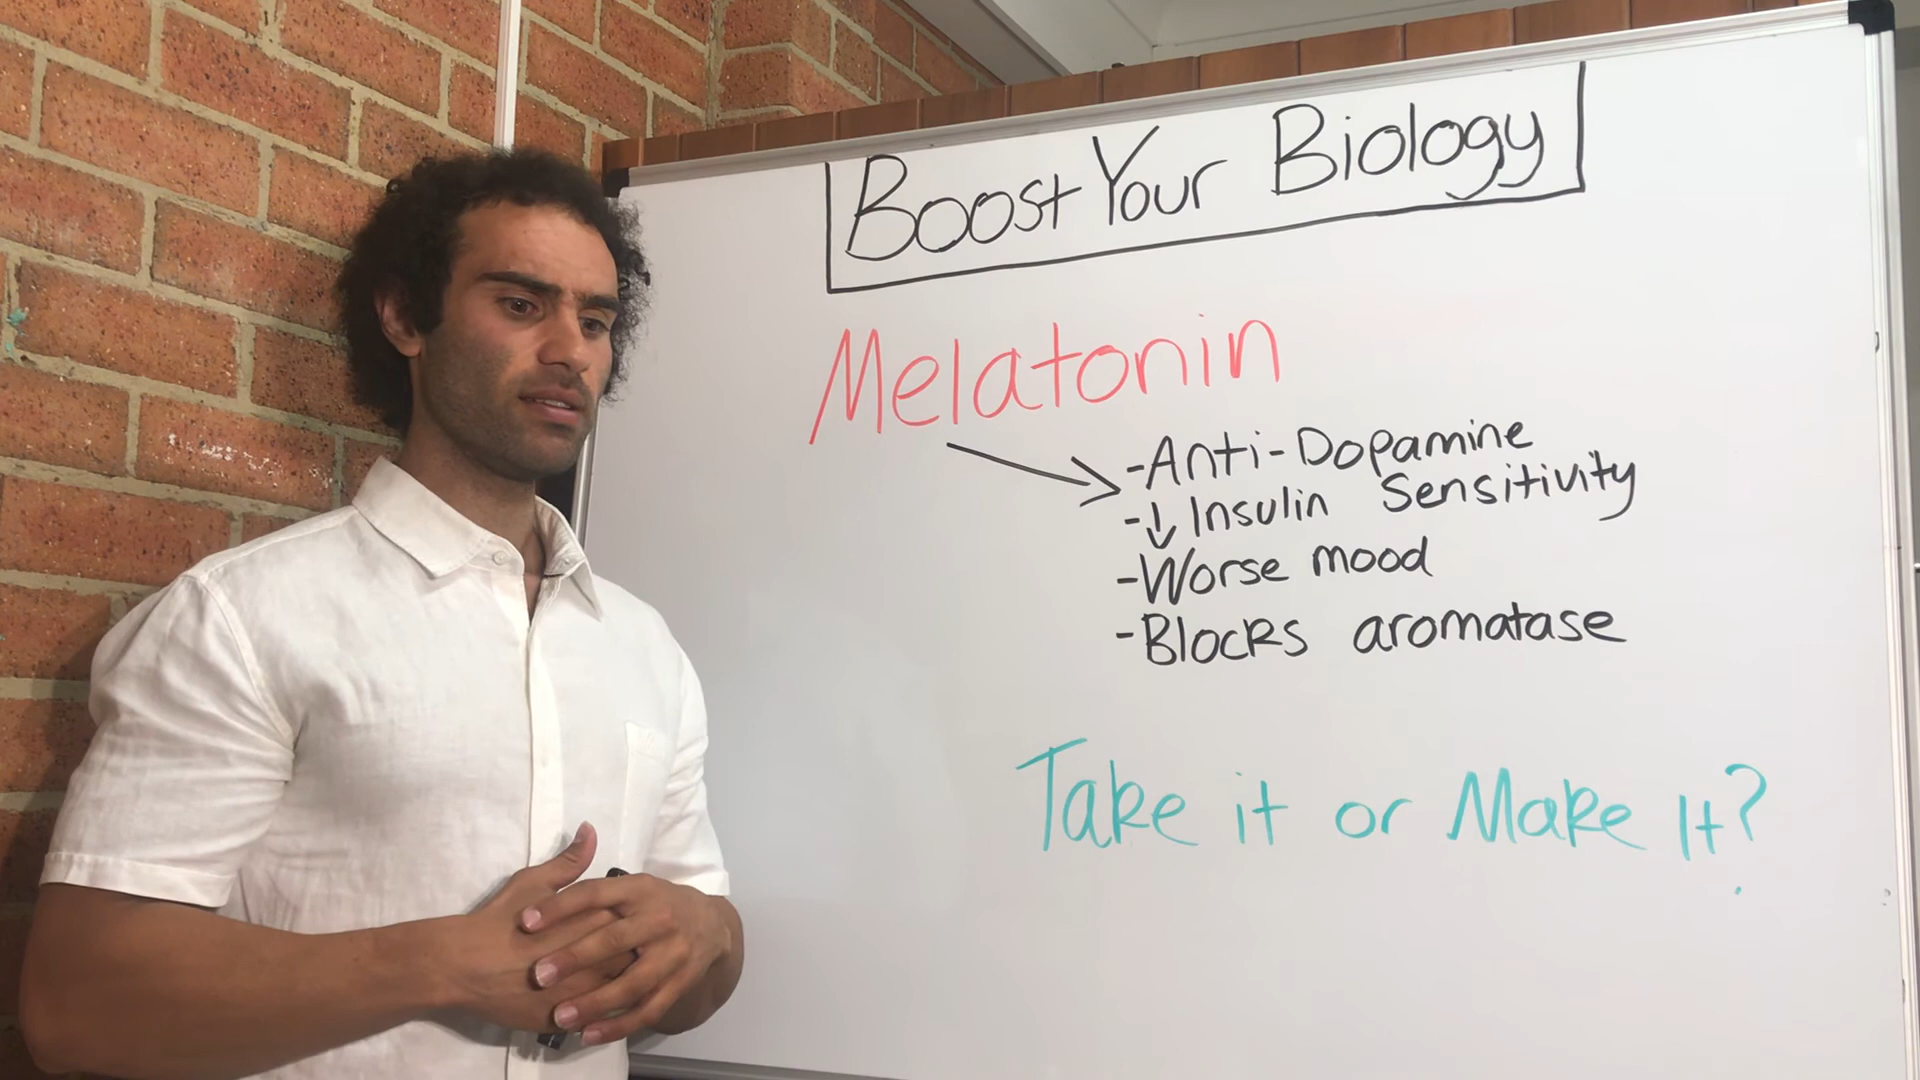 Boost Your Biology
Melatonin
-Anti-Dopamine
-↓ Insulin Sensitivity
-Worse mood
-Blocks aromatase
Take it or Make It?